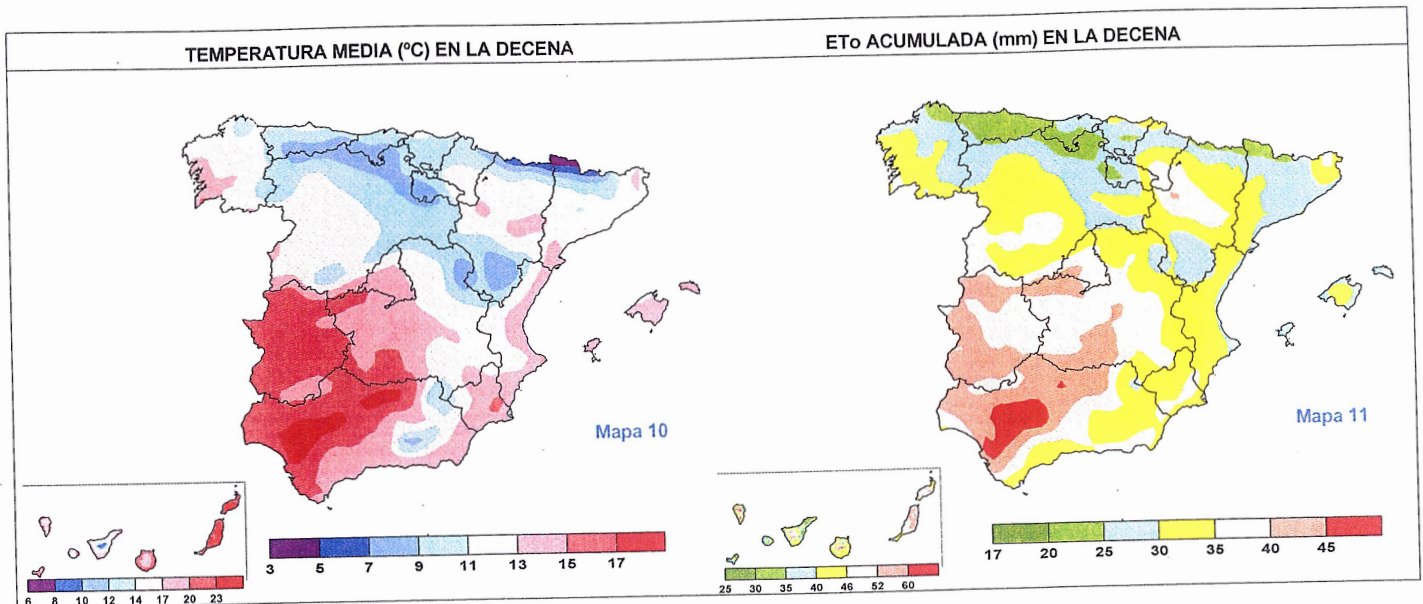 TEMPERATURA MEDIA (ºC) EN LA DECENA
ETo ACUMULADA (mm) EN LA DECENA
Mapa 10
Mapa 11
3 5 7 9 11 13 15 17
6 8 10 12 14 17 20 23
17 20 25 30 35 40 45
25 30 35 40 46 52 60